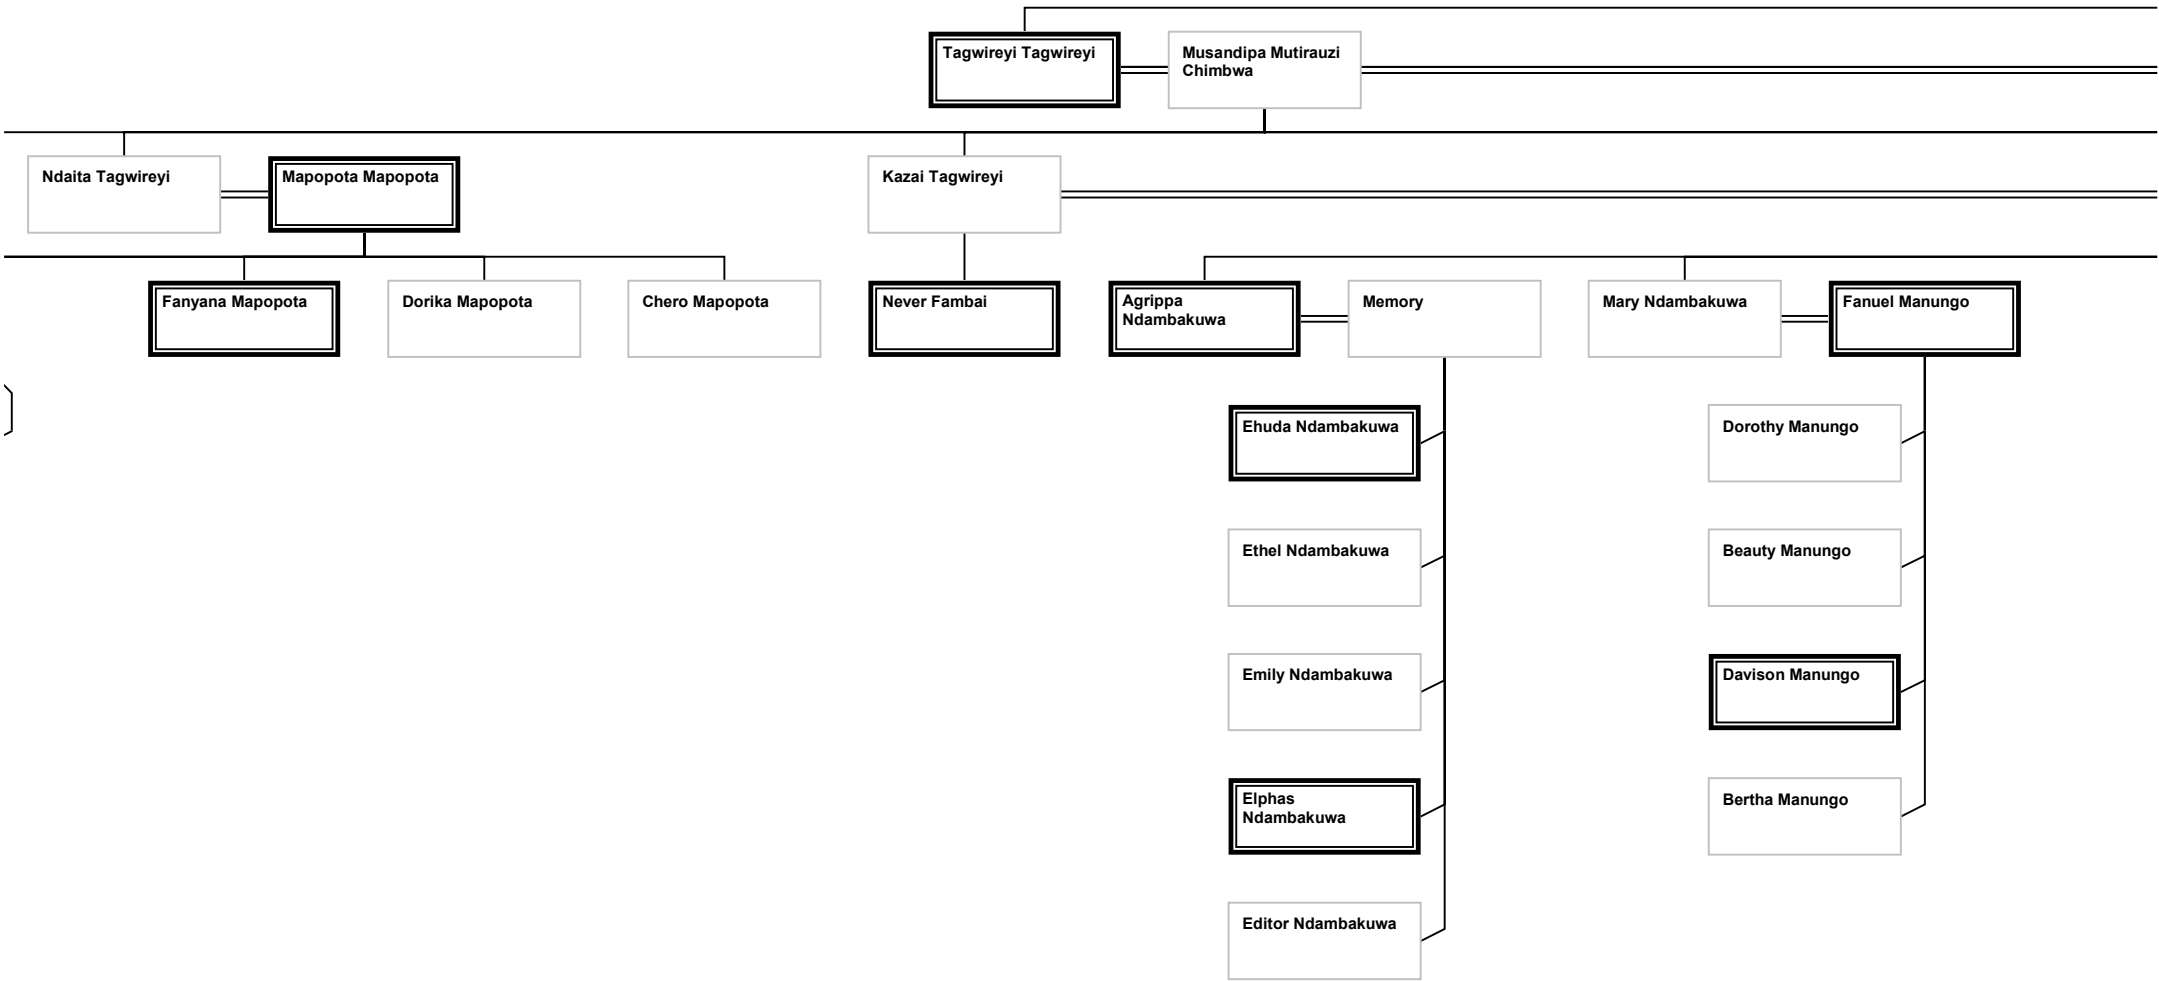 Tagwireyi Tagwireyi
Musandipa Mutirauzi
Chimbwa
Ndaita Tagwireyi
Mapopota Mapopota
Kazai Tagwireyi
Fanyana Mapopota
Dorika Mapopota
Chero Mapopota
Never Fambai
Agrippa
Ndambakuwa
Memory
Mary Ndambakuwa
Fanuel Manungo
Ehuda Ndambakuwa
Dorothy Manungo
Ethel Ndambakuwa
Beauty Manungo
Emily Ndambakuwa
Davison Manungo
Elphas
Ndambakuwa
Bertha Manungo
Editor Ndambakuwa